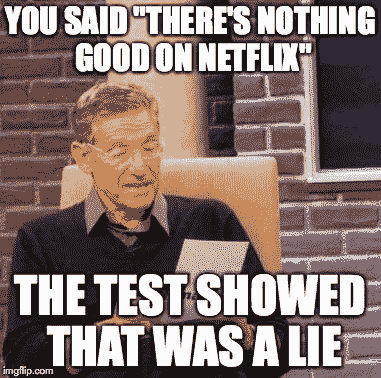 YOU SAID "THERE'S NOTHING
GOOD ON NETFLIX"
THE TEST SHOWED
THAT WAS A LIE
imgflip.com